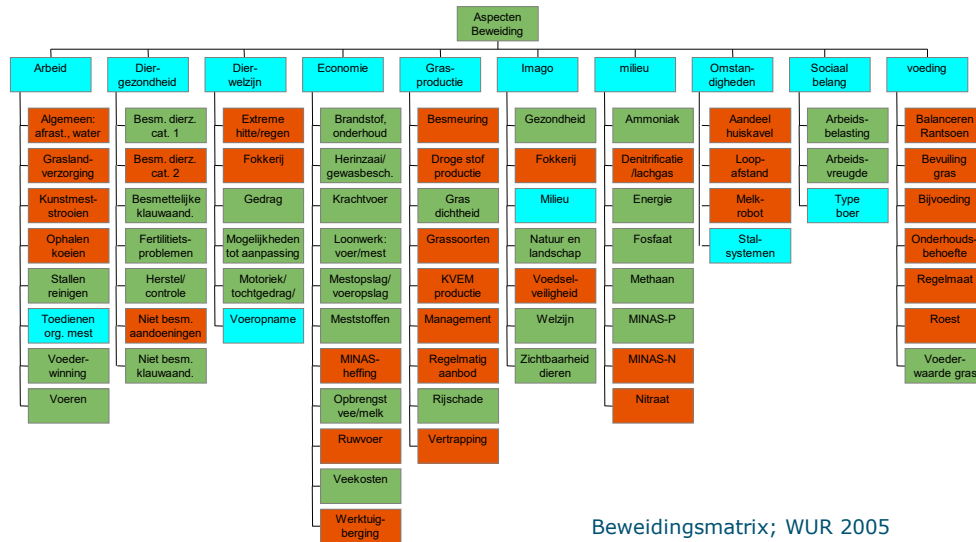 Aspecten
Beweiding
Arbeid
Dier-
gezondheid
Dier-
welzijn
Economie
Gras-
productie
Imago
milieu
Omstan-
digheden
Sociaal
belang
voeding
Algemeen:
afrast., water
Grasland-
verzorging
Kunstmest-
strooien
Ophalen
koeien
Stallen
reinigen
Toedienen
org. mest
Voeder-
winning
Voeren
Besm. dierz.
cat. 1
Besm. dierz.
cat. 2
Besmettelijke
klauwaand.
Fertilitiets-
problemen
Herstel/
controle
Niet besm.
aandoeningen
Niet besm.
klauwaand.
Extreme
hitte/regen
Fokkerij
Gedrag
Mogelijkheden
tot aanpassing
Motoriek/
tochtgedrag/
Voeropname
Brandstof,
onderhoud
Herinzaai/
gewasbesch.
Krachtvoer
Loonwerk:
voer/mest
Mestopslag/
voeropslag
Meststoffen
MINAS-
heffing
Opbrengst
vee/melk
Ruwvoer
Veekosten
Werktuig-
berging
Besmeuring
Droge stof
productie
Gras
dichtheid
Grassoorten
KVEM
productie
Management
Regelmatig
aanbod
Rijschade
Vertrapping
Gezondheid
Fokkerij
Milieu
Natuur en
landschap
Voedsel-
veiligheid
Welzijn
Zichtbaarheid
dieren
Ammoniak
Denitrificatie
/lachgas
Energie
Fosfaat
Methaan
MINAS-P
MINAS-N
Nitraat
Aandeel
huiskavel
Loop-
afstand
Melk-
robot
Stal-
systemen
Arbeids-
belasting
Arbeids-
vreugde
Type
boer
Balanceren
Rantsoen
Bevuiling
gras
Bijvoeding
Onderhouds-
behoefte
Regelmaat
Roest
Voeder-
waarde gras
Beweidingsmatrix; WUR 2005